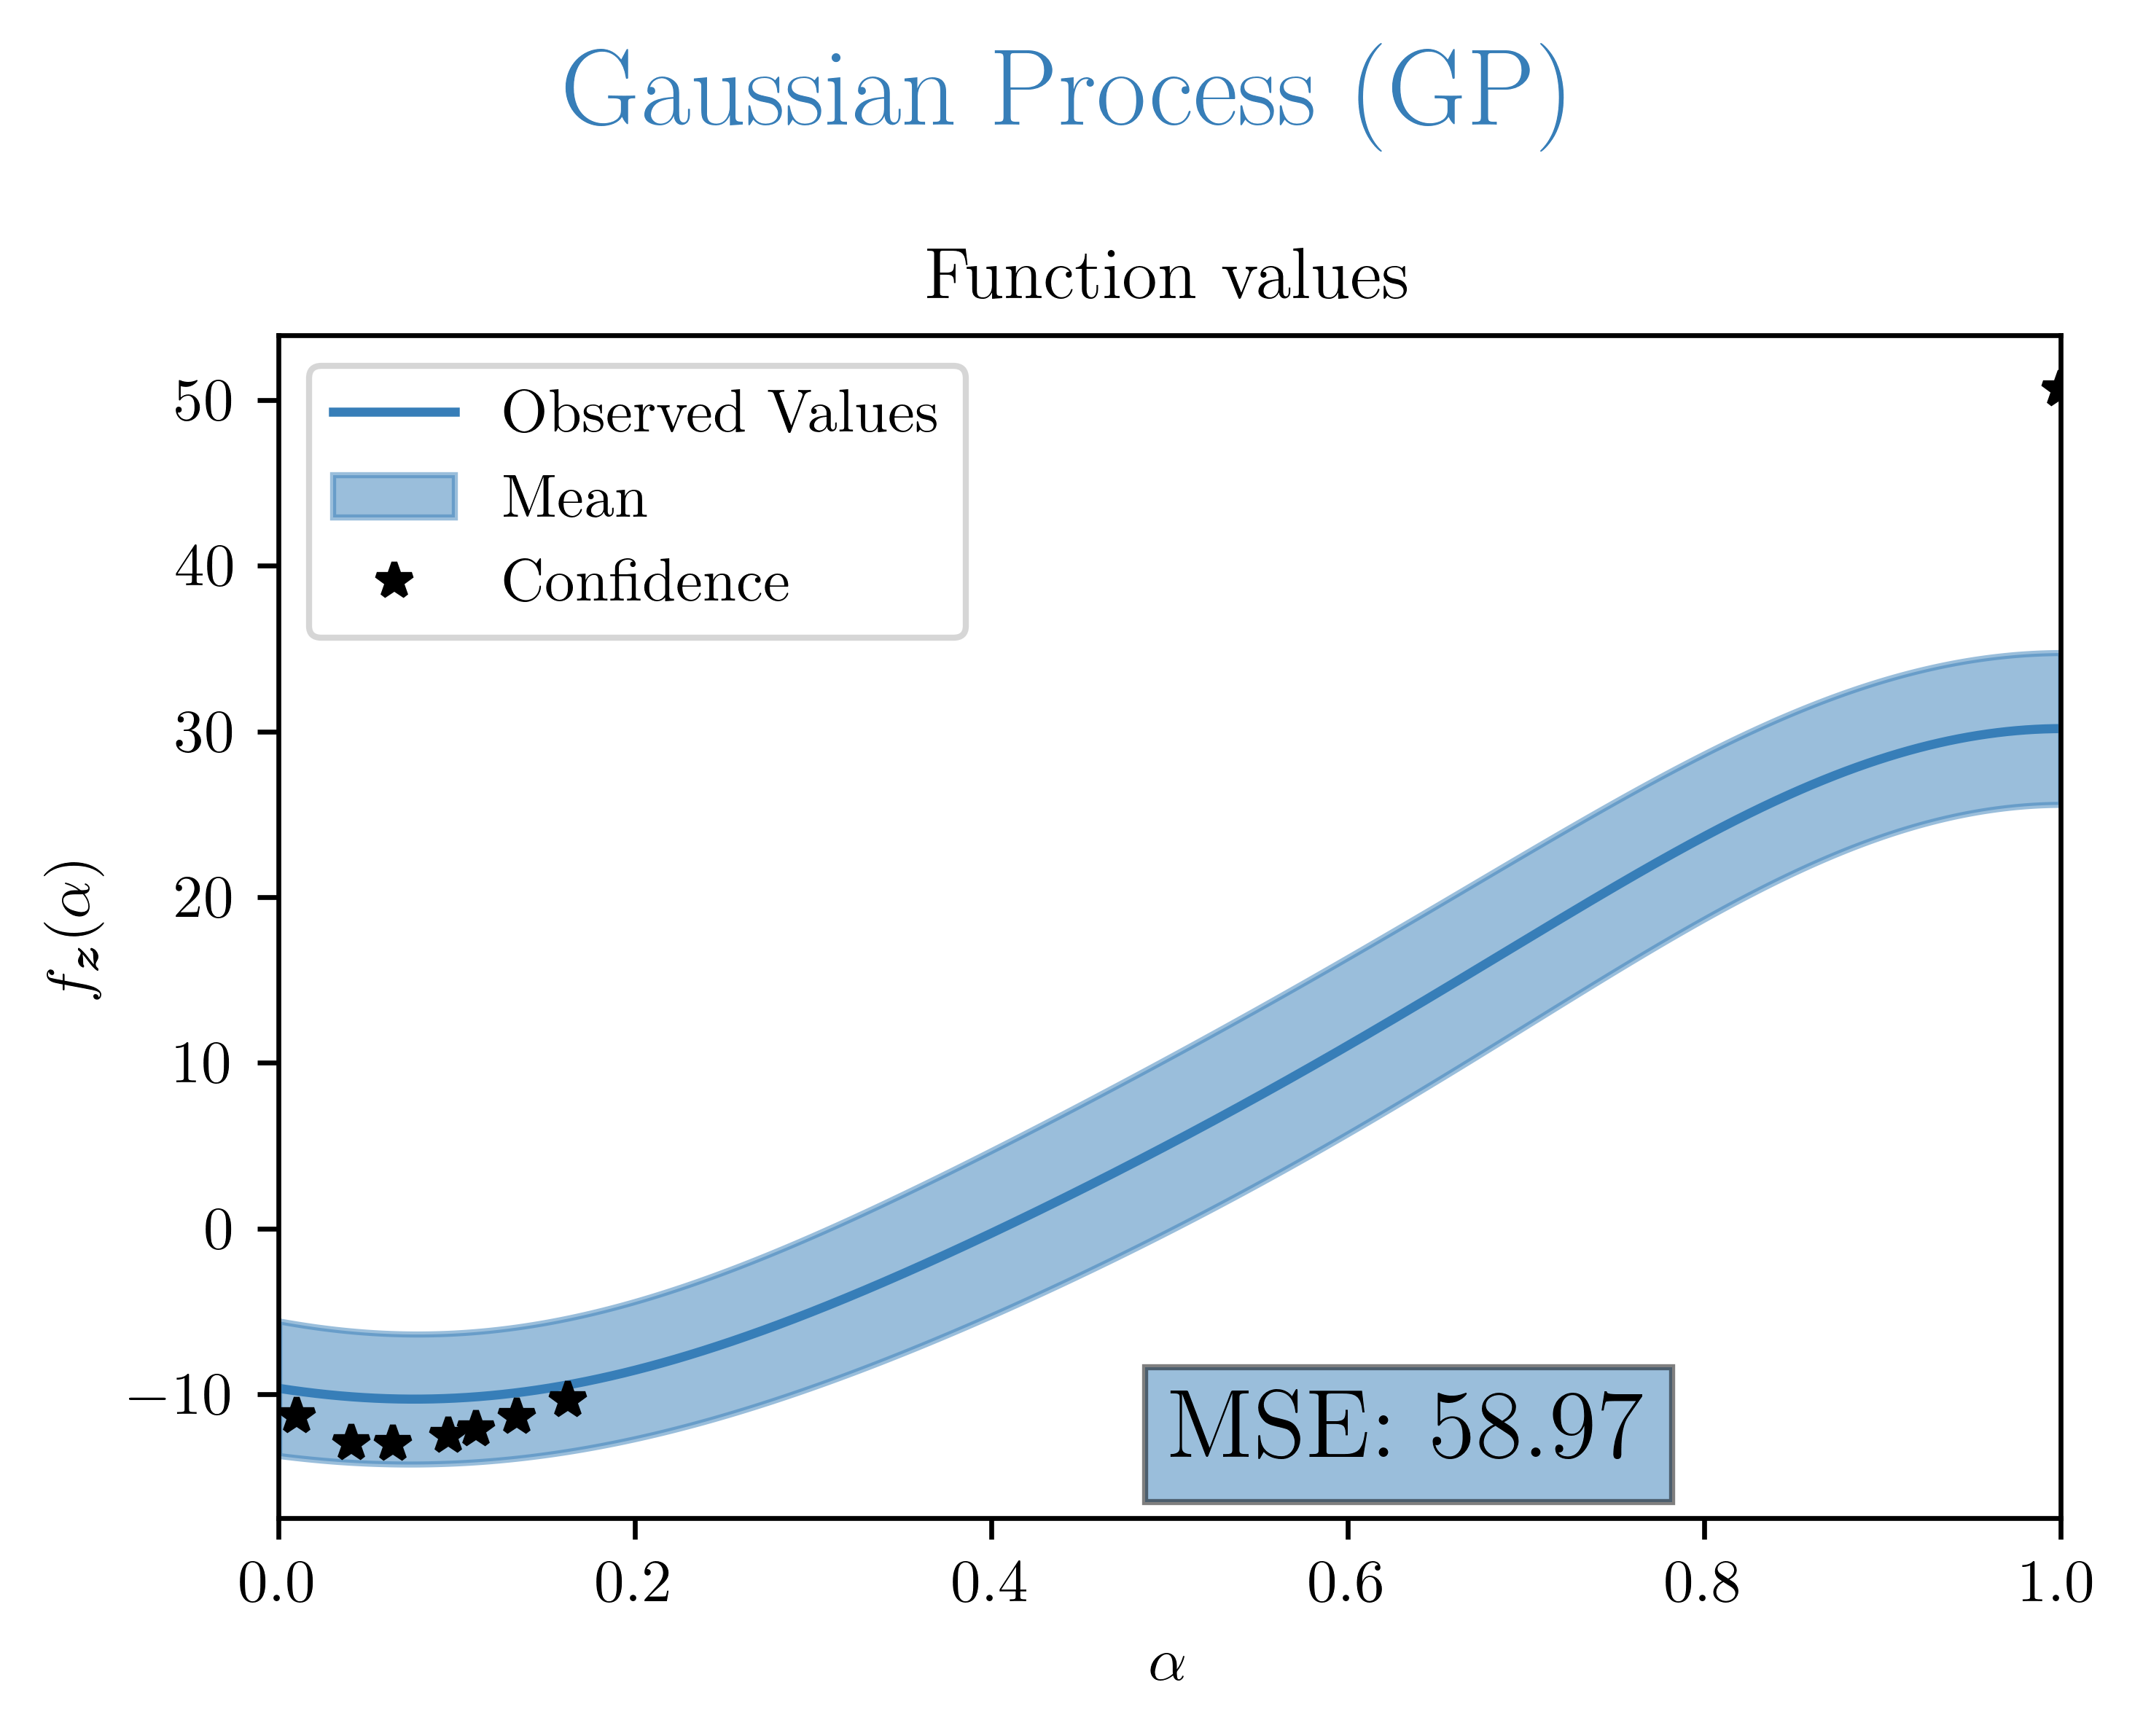 Gaussian Process (GP)
Function values
Observed Values
Mean
Confidence
50
40
30
20
10
0
−10
f_z(α)
MSE: 58.97
0.0 0.2 0.4 0.6 0.8 1.0
α